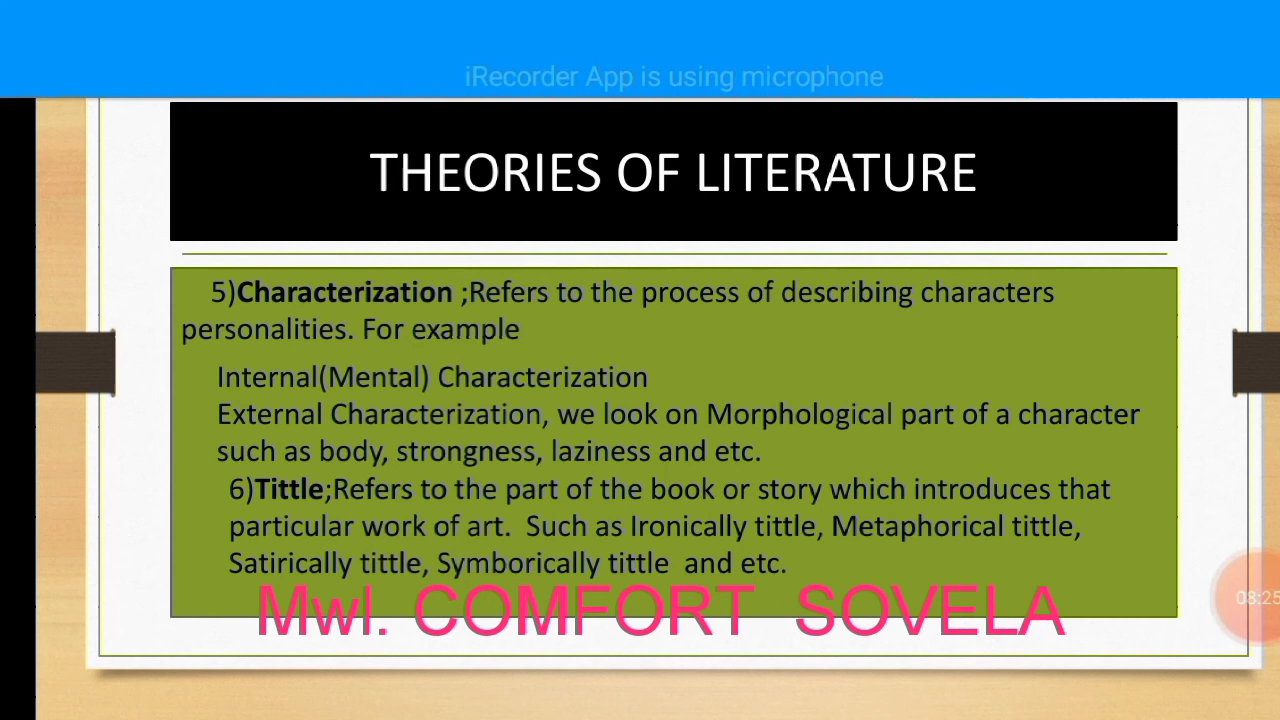 iRecorder App is using microphone
THEORIES OF LITERATURE
5)Characterization ;Refers to the process of describing characters
personalities. For example
Internal(Mental) Characterization
External Characterization, we look on Morphological part of a character
such as body, strongness, laziness and etc.
6)Tittle;Refers to the part of the book or story which introduces that
particular work of art.  Such as Ironically tittle, Metaphorical tittle,
Satirically tittle, Symborically tittle  and etc.
Mwl. COMFORT  SOVELA
08:25